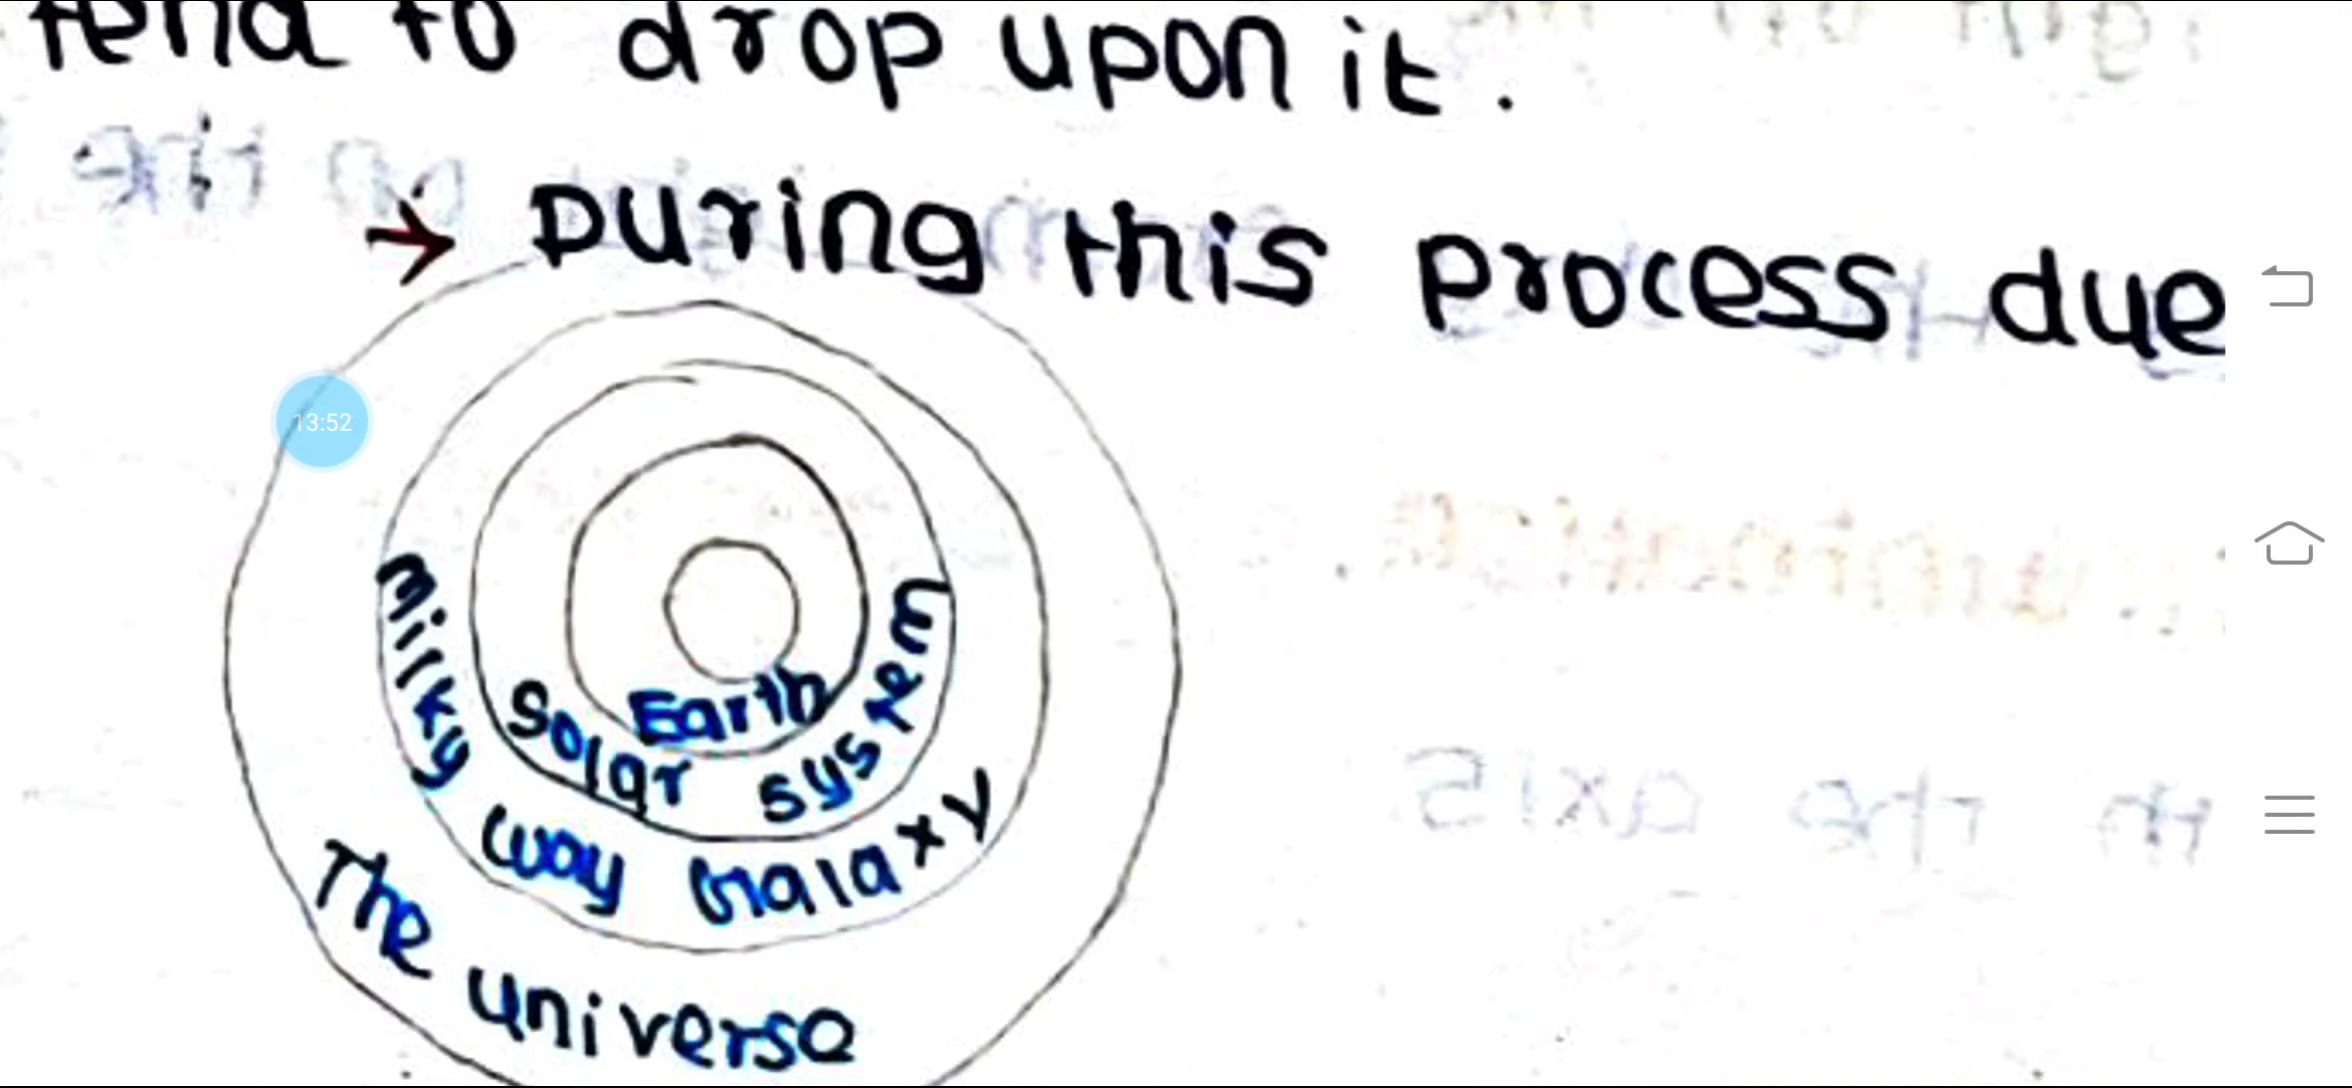 tend to drop upon it.
→ During this process due
13:52
Earth
Solar system
Milky way Galaxy
The universe